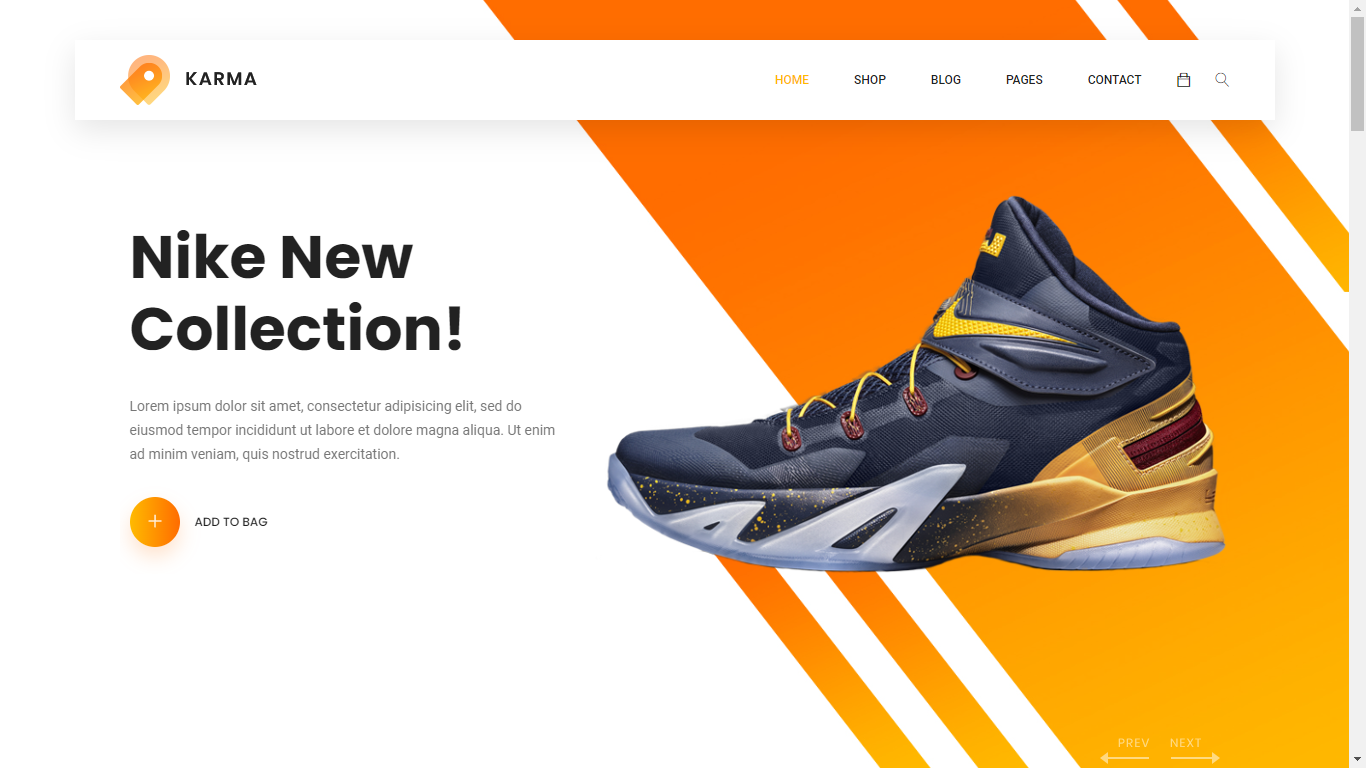 KARMA
HOME SHOP BLOG PAGES CONTACT
Nike New
Collection!
Lorem ipsum dolor sit amet, consectetur adipisicing elit, sed do
eiusmod tempor incididunt ut labore et dolore magna aliqua. Ut enim
ad minim veniam, quis nostrud exercitation.
ADD TO BAG
PREV NEXT